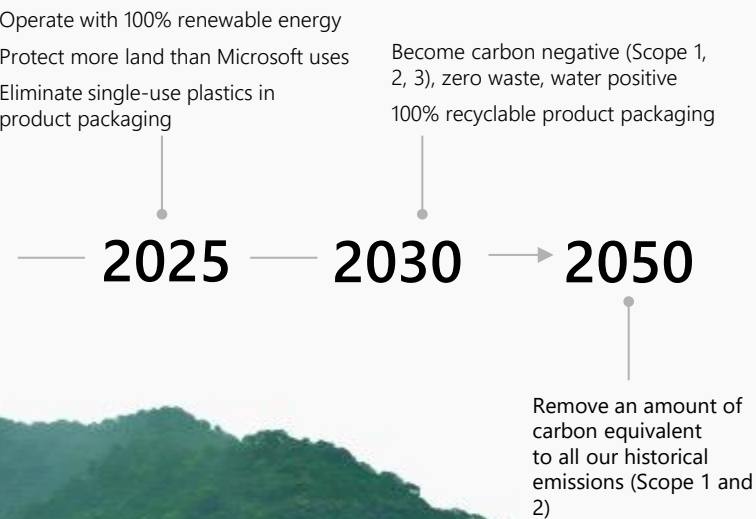 Operate with 100% renewable energy
Protect more land than Microsoft uses
Eliminate single-use plastics in
product packaging
Become carbon negative (Scope 1,
2, 3), zero waste, water positive
100% recyclable product packaging
2025
2030
2050
Remove an amount of
carbon equivalent
to all our historical
emissions (Scope 1 and
2)